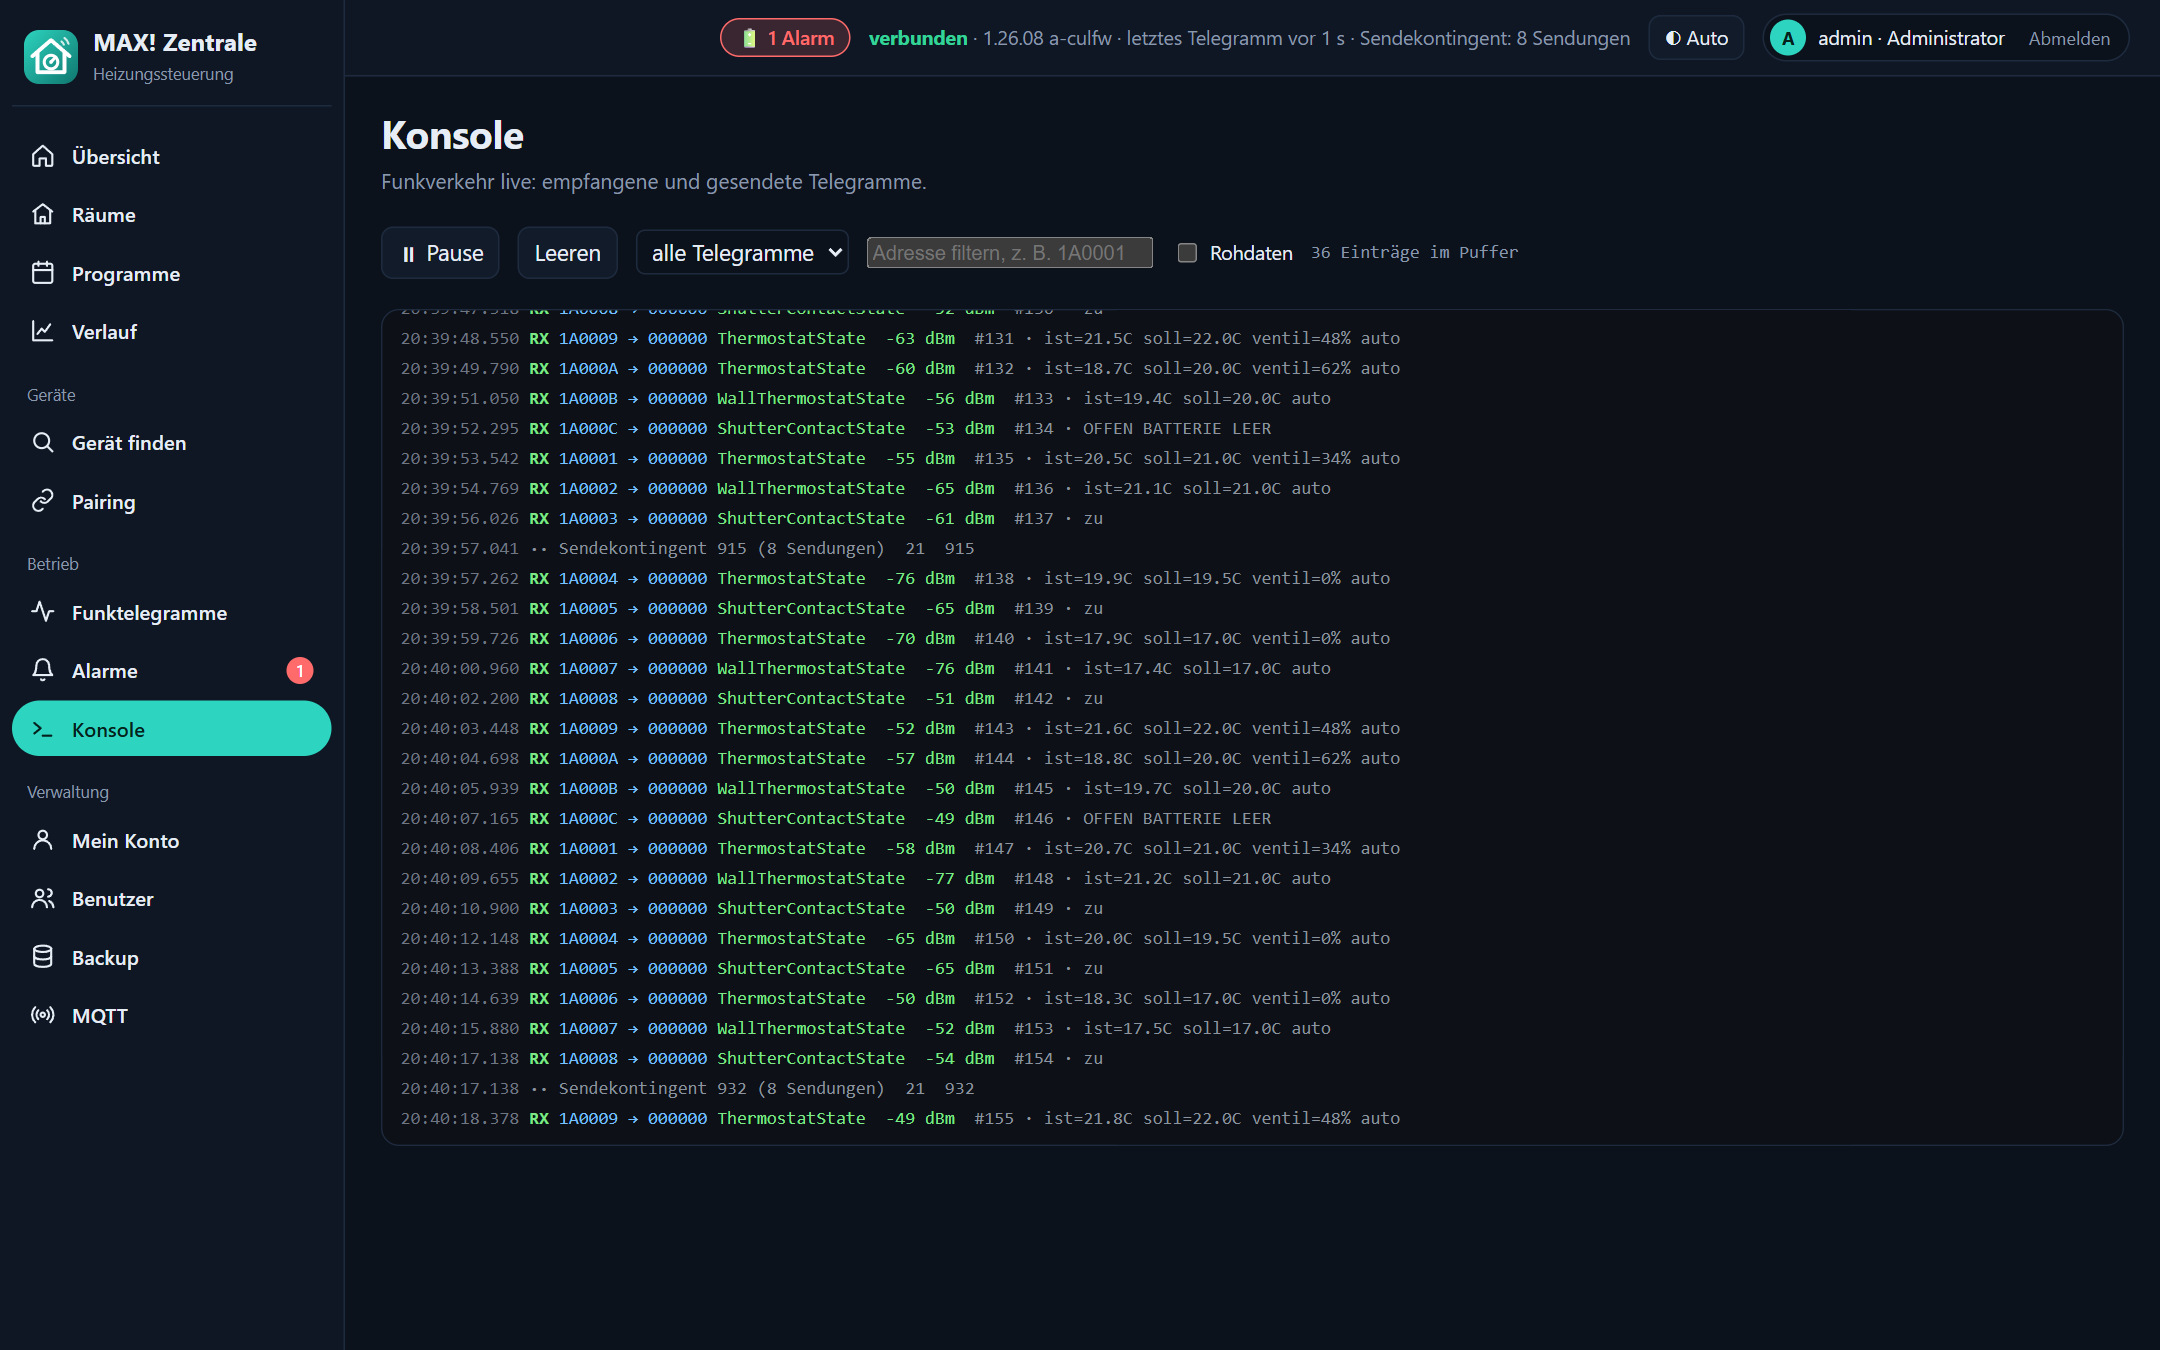 MAX! Zentrale
Heizungssteuerung
Übersicht
Räume
Programme
Verlauf
Geräte
Gerät finden
Pairing
Betrieb
Funktelegramme
Alarme 1
Konsole
Verwaltung
Mein Konto
Benutzer
Backup
MQTT
1 Alarm verbunden · 1.26.08 a-culfw · letztes Telegramm vor 1 s · Sendekontingent: 8 Sendungen Auto A admin · Administrator Abmelden
Konsole
Funkverkehr live: empfangene und gesendete Telegramme.
Pause Leeren alle Telegramme Adresse filtern, z. B. 1A0001 Rohdaten 36 Einträge im Puffer
20:39:47.318 RX 1A0008 → 000000 ShutterContactState -52 dBm #130 · zu
20:39:48.550 RX 1A0009 → 000000 ThermostatState -63 dBm #131 · ist=21.5C soll=22.0C ventil=48% auto
20:39:49.790 RX 1A000A → 000000 ThermostatState -60 dBm #132 · ist=18.7C soll=20.0C ventil=62% auto
20:39:51.050 RX 1A000B → 000000 WallThermostatState -56 dBm #133 · ist=19.4C soll=20.0C auto
20:39:52.295 RX 1A000C → 000000 ShutterContactState -53 dBm #134 · OFFEN BATTERIE LEER
20:39:53.542 RX 1A0001 → 000000 ThermostatState -55 dBm #135 · ist=20.5C soll=21.0C ventil=34% auto
20:39:54.769 RX 1A0002 → 000000 WallThermostatState -65 dBm #136 · ist=21.1C soll=21.0C auto
20:39:56.026 RX 1A0003 → 000000 ShutterContactState -61 dBm #137 · zu
20:39:57.041 ·· Sendekontingent 915 (8 Sendungen) 21 915
20:39:57.262 RX 1A0004 → 000000 ThermostatState -76 dBm #138 · ist=19.9C soll=19.5C ventil=0% auto
20:39:58.501 RX 1A0005 → 000000 ShutterContactState -65 dBm #139 · zu
20:39:59.726 RX 1A0006 → 000000 ThermostatState -70 dBm #140 · ist=17.9C soll=17.0C ventil=0% auto
20:40:00.960 RX 1A0007 → 000000 WallThermostatState -76 dBm #141 · ist=17.4C soll=17.0C auto
20:40:02.200 RX 1A0008 → 000000 ShutterContactState -51 dBm #142 · zu
20:40:03.448 RX 1A0009 → 000000 ThermostatState -52 dBm #143 · ist=21.6C soll=22.0C ventil=48% auto
20:40:04.698 RX 1A000A → 000000 ThermostatState -57 dBm #144 · ist=18.8C soll=20.0C ventil=62% auto
20:40:05.939 RX 1A000B → 000000 WallThermostatState -50 dBm #145 · ist=19.7C soll=20.0C auto
20:40:07.165 RX 1A000C → 000000 ShutterContactState -49 dBm #146 · OFFEN BATTERIE LEER
20:40:08.406 RX 1A0001 → 000000 ThermostatState -58 dBm #147 · ist=20.7C soll=21.0C ventil=34% auto
20:40:09.655 RX 1A0002 → 000000 WallThermostatState -77 dBm #148 · ist=21.2C soll=21.0C auto
20:40:10.900 RX 1A0003 → 000000 ShutterContactState -50 dBm #149 · zu
20:40:12.148 RX 1A0004 → 000000 ThermostatState -65 dBm #150 · ist=20.0C soll=19.5C ventil=0% auto
20:40:13.388 RX 1A0005 → 000000 ShutterContactState -65 dBm #151 · zu
20:40:14.639 RX 1A0006 → 000000 ThermostatState -50 dBm #152 · ist=18.3C soll=17.0C ventil=0% auto
20:40:15.880 RX 1A0007 → 000000 WallThermostatState -52 dBm #153 · ist=17.5C soll=17.0C auto
20:40:17.138 RX 1A0008 → 000000 ShutterContactState -54 dBm #154 · zu
20:40:17.138 ·· Sendekontingent 932 (8 Sendungen) 21 932
20:40:18.378 RX 1A0009 → 000000 ThermostatState -49 dBm #155 · ist=21.8C soll=22.0C ventil=48% auto